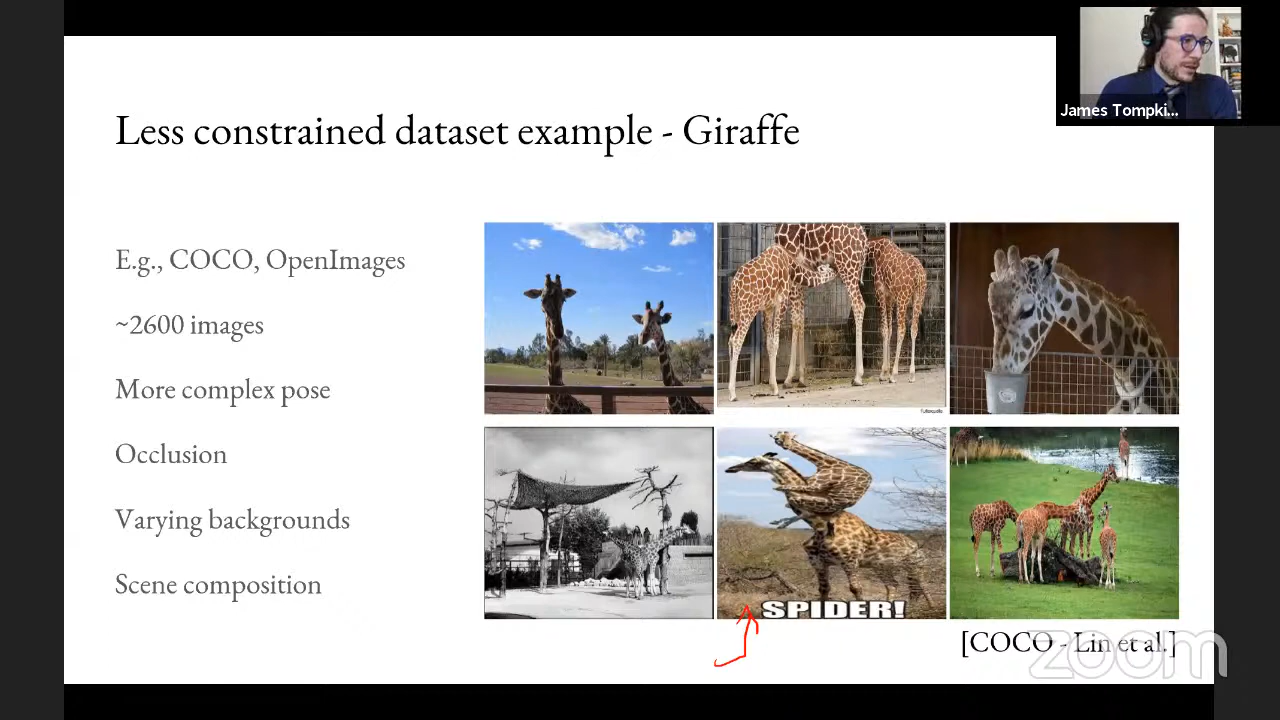 James Tompki...
Less constrained dataset example - Giraffe
E.g., COCO, OpenImages
~2600 images
More complex pose
Occlusion
Varying backgrounds
Scene composition
SPIDER!
[COCO - Lin et al.]
zoom